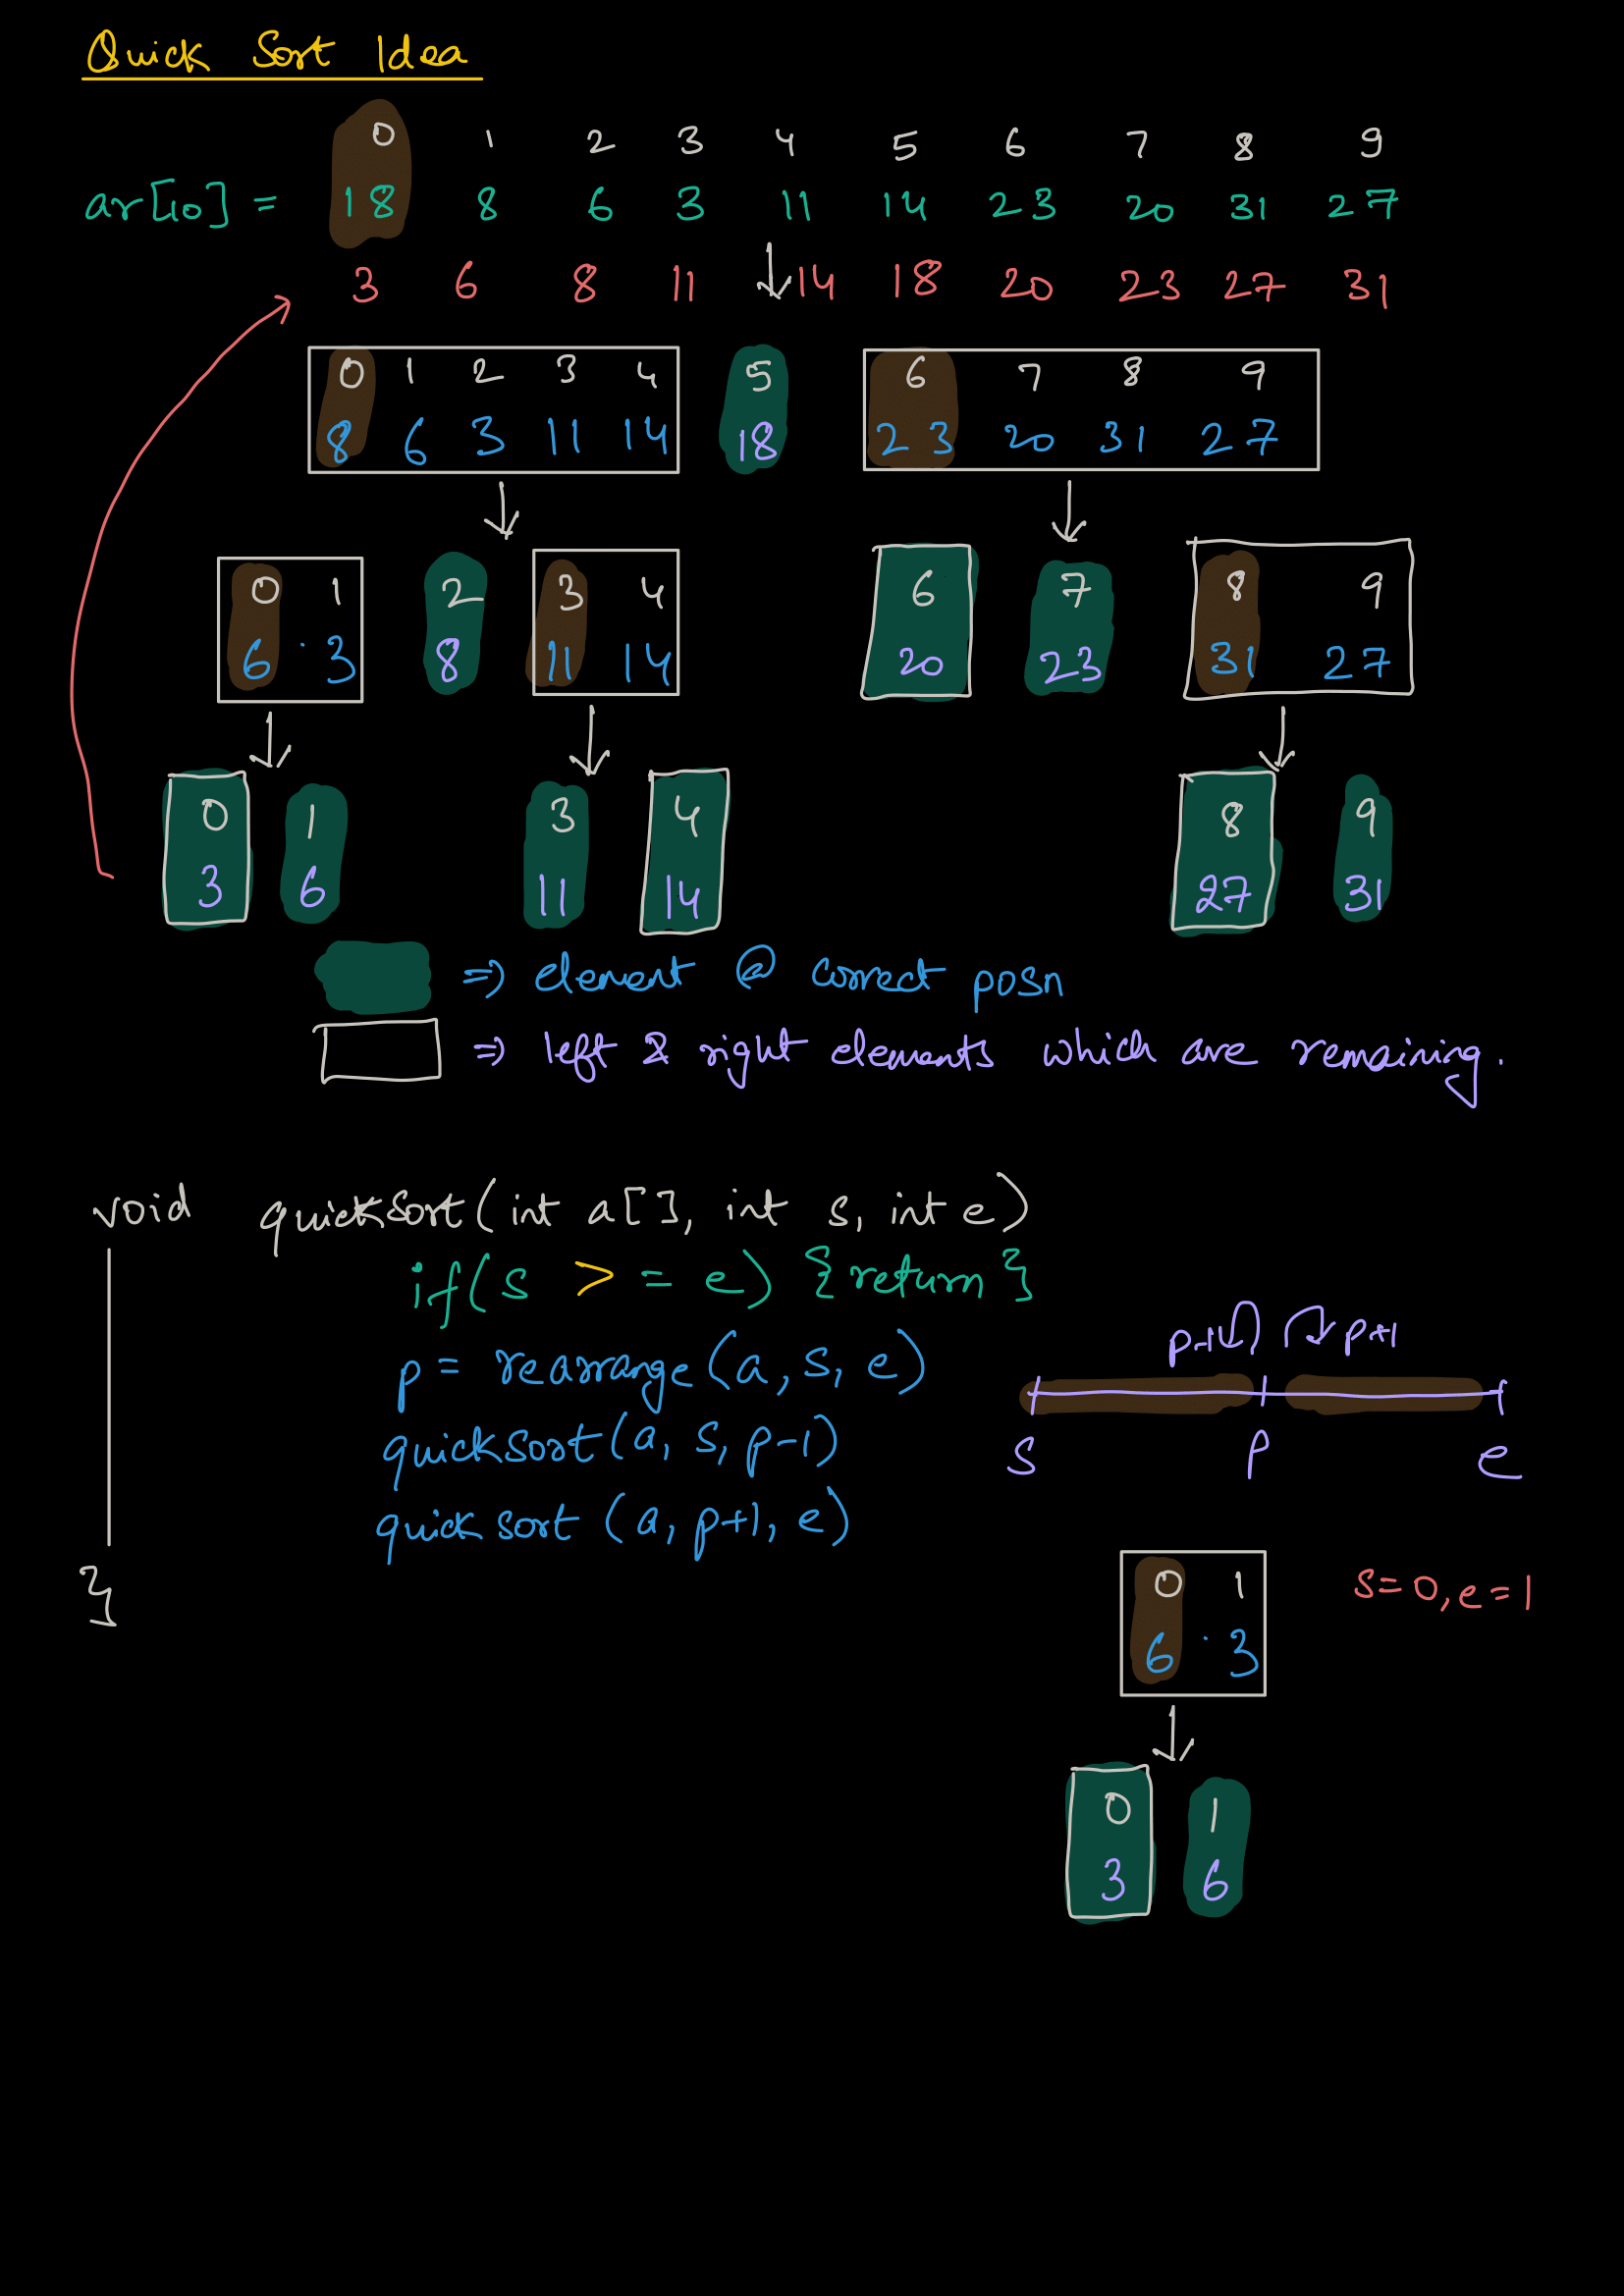 Quick Sort Idea
0 1 2 3 4 5 6 7 8 9
ar[10] = 18 8 6 3 11 14 23 20 31 27
3 6 8 11 14 18 20 23 27 31
0 1 2 3 4 5 6 7 8 9
8 6 3 11 14 18 23 20 31 27
0 1 2 3 4 6 7 8 9
6 3 8 11 14 20 23 31 27
0 1 3 4 8 9
3 6 11 14 27 31
=> element @ correct posn
=> left & right elements which are remaining.
void quicksort(int a[], int s, int e)
if(s >= e) {return}
p-1 p+1
p = rearrange(a, s, e)
quicksort(a, s, p-1)
s p e
quicksort (a, p+1, e)
}
0 1 s=0, e=1
6 3
0 1
3 6